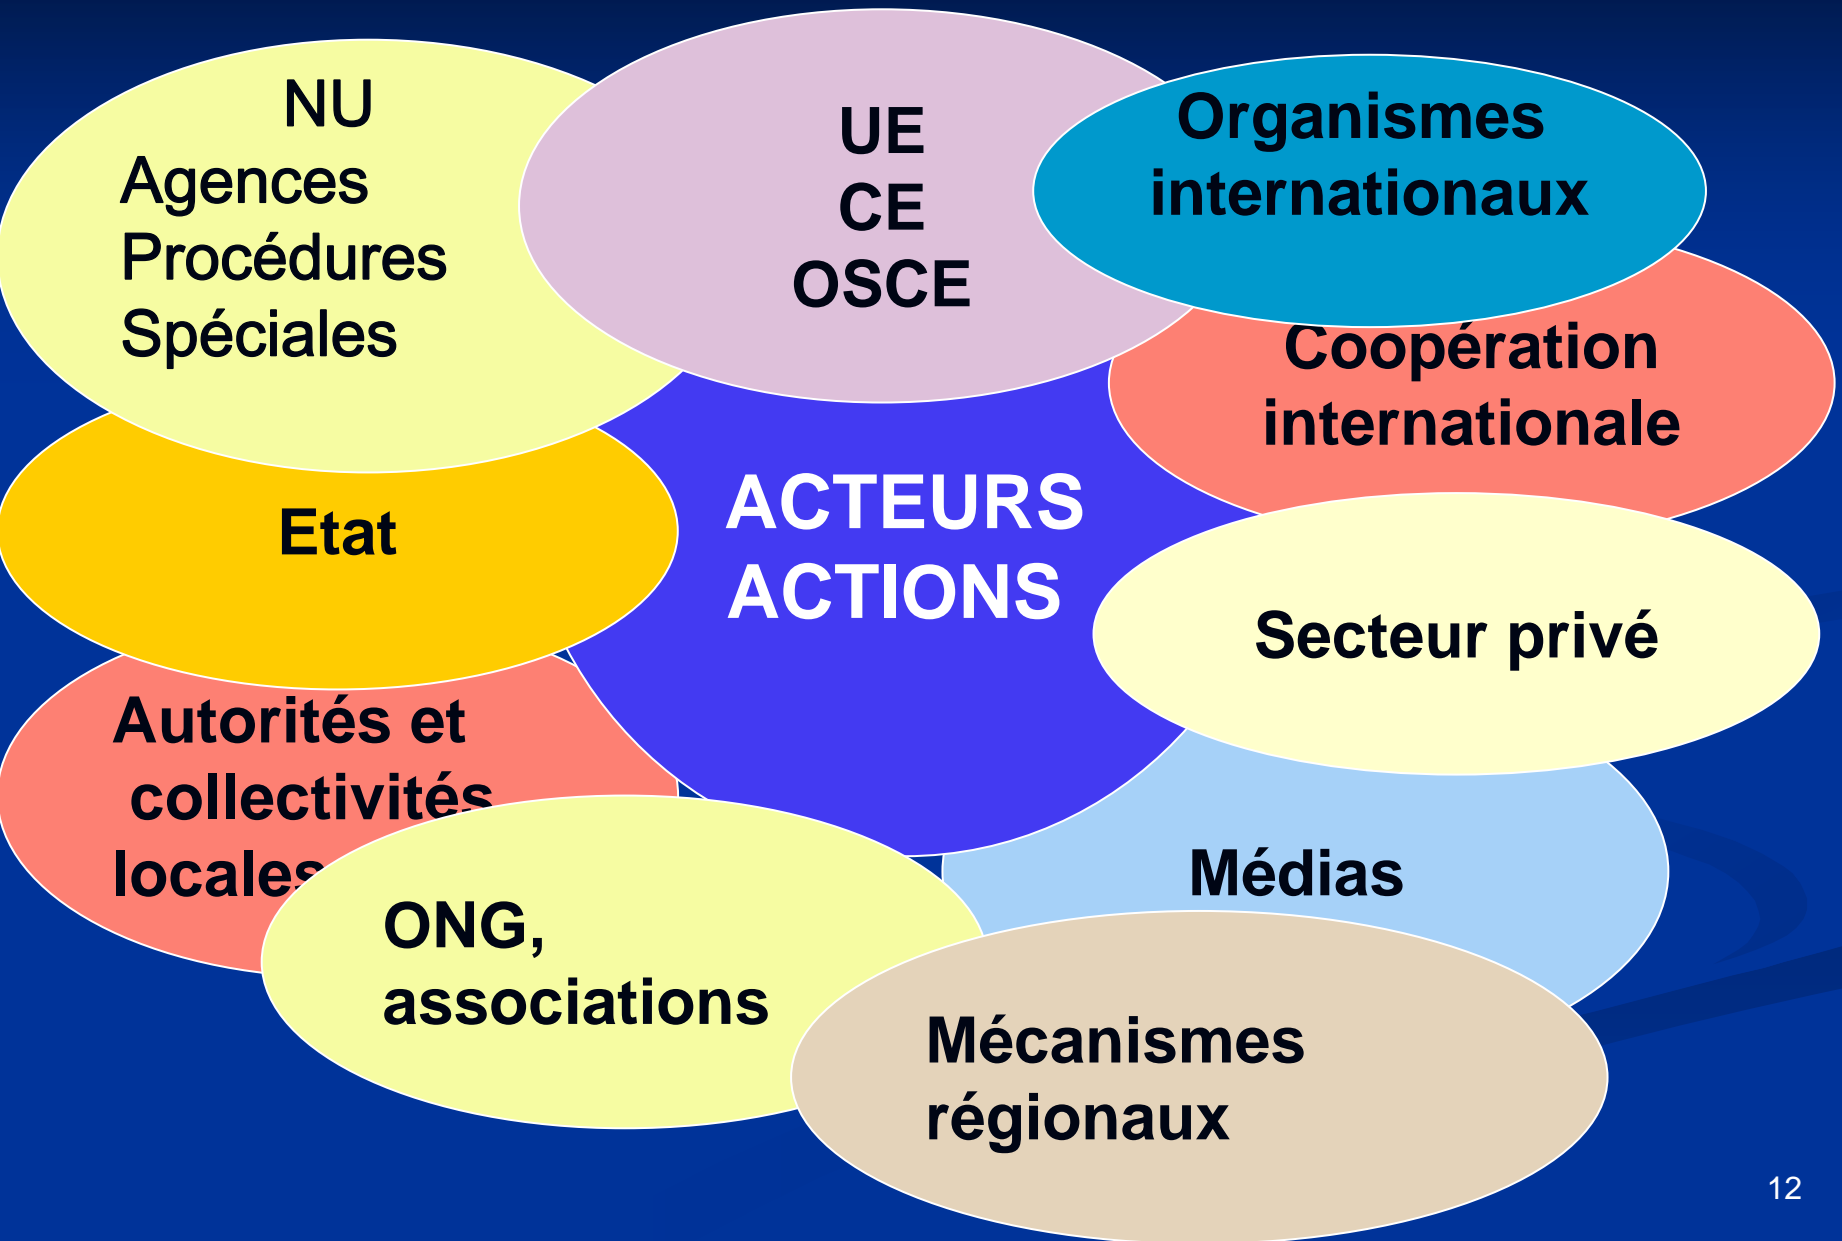 NU
Agences
Procédures
Spéciales
UE
CE
OSCE
Organismes
internationaux
Coopération
internationale
Etat
ACTEURS
ACTIONS
Secteur privé
Autorités et
collectivités
locales
Médias
ONG,
associations
Mécanismes
régionaux
12